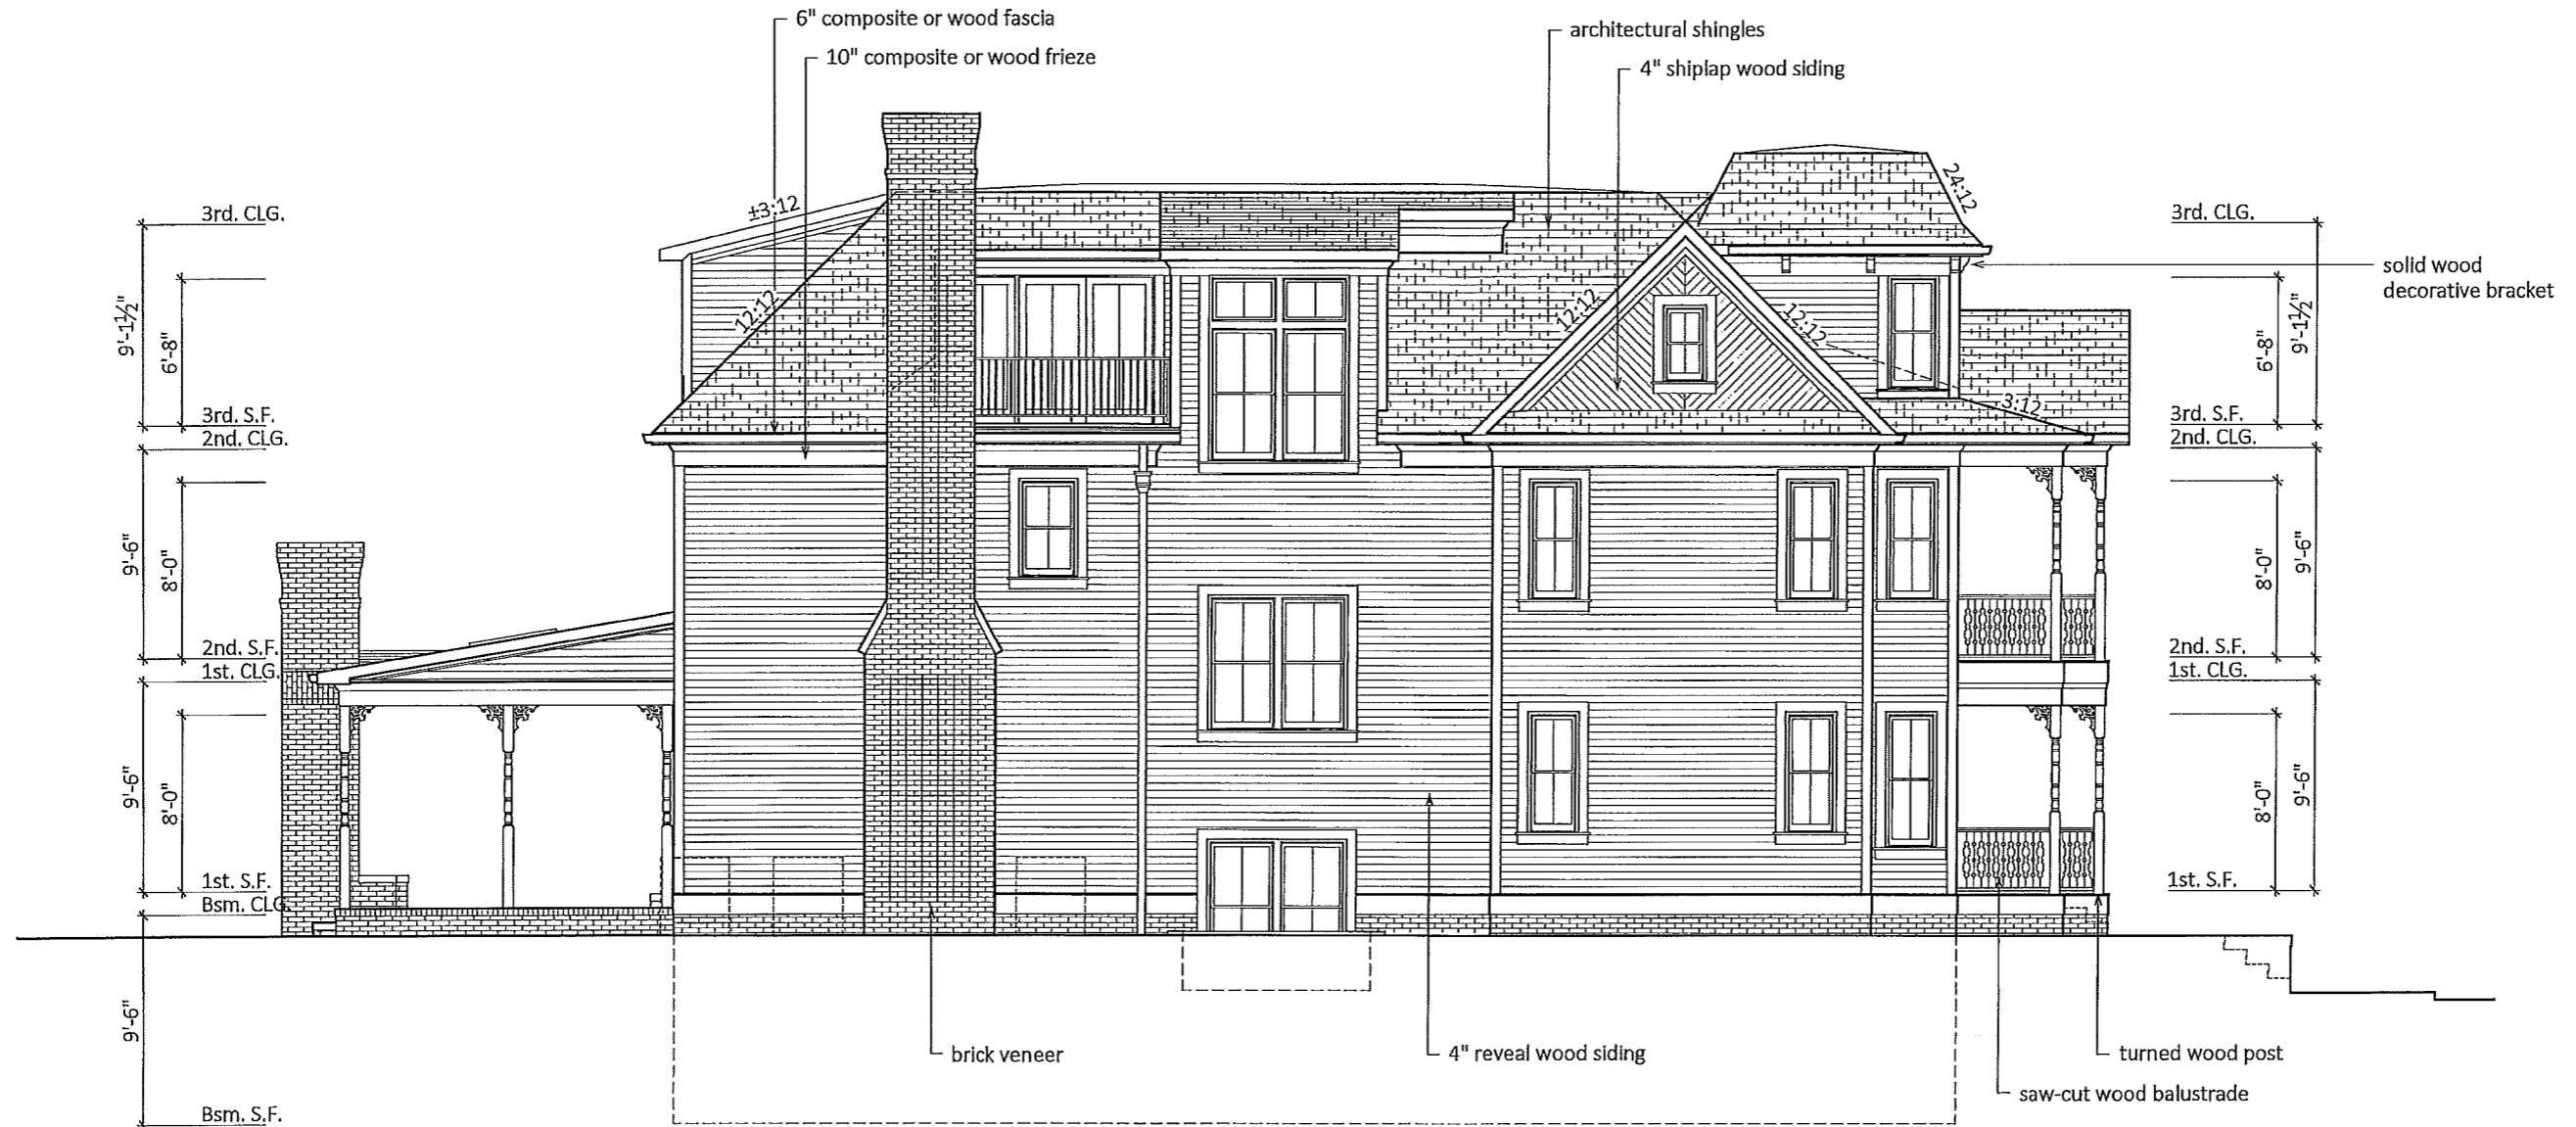 6" composite or wood fascia
10" composite or wood frieze
architectural shingles
4" shiplap wood siding
solid wood
decorative bracket
±3:12
12:12
12:12
12:12
24:12
3:12
3rd. CLG.
9'-1½"
6'-8"
3rd. S.F.
2nd. CLG.
9'-6"
8'-0"
2nd. S.F.
1st. CLG.
9'-6"
8'-0"
1st. S.F.
Bsm. CLG.
9'-6"
Bsm. S.F.
3rd. CLG.
6'-8"
9'-1½"
3rd. S.F.
2nd. CLG.
8'-0"
9'-6"
2nd. S.F.
1st. CLG.
8'-0"
9'-6"
1st. S.F.
brick veneer
4" reveal wood siding
turned wood post
saw-cut wood balustrade